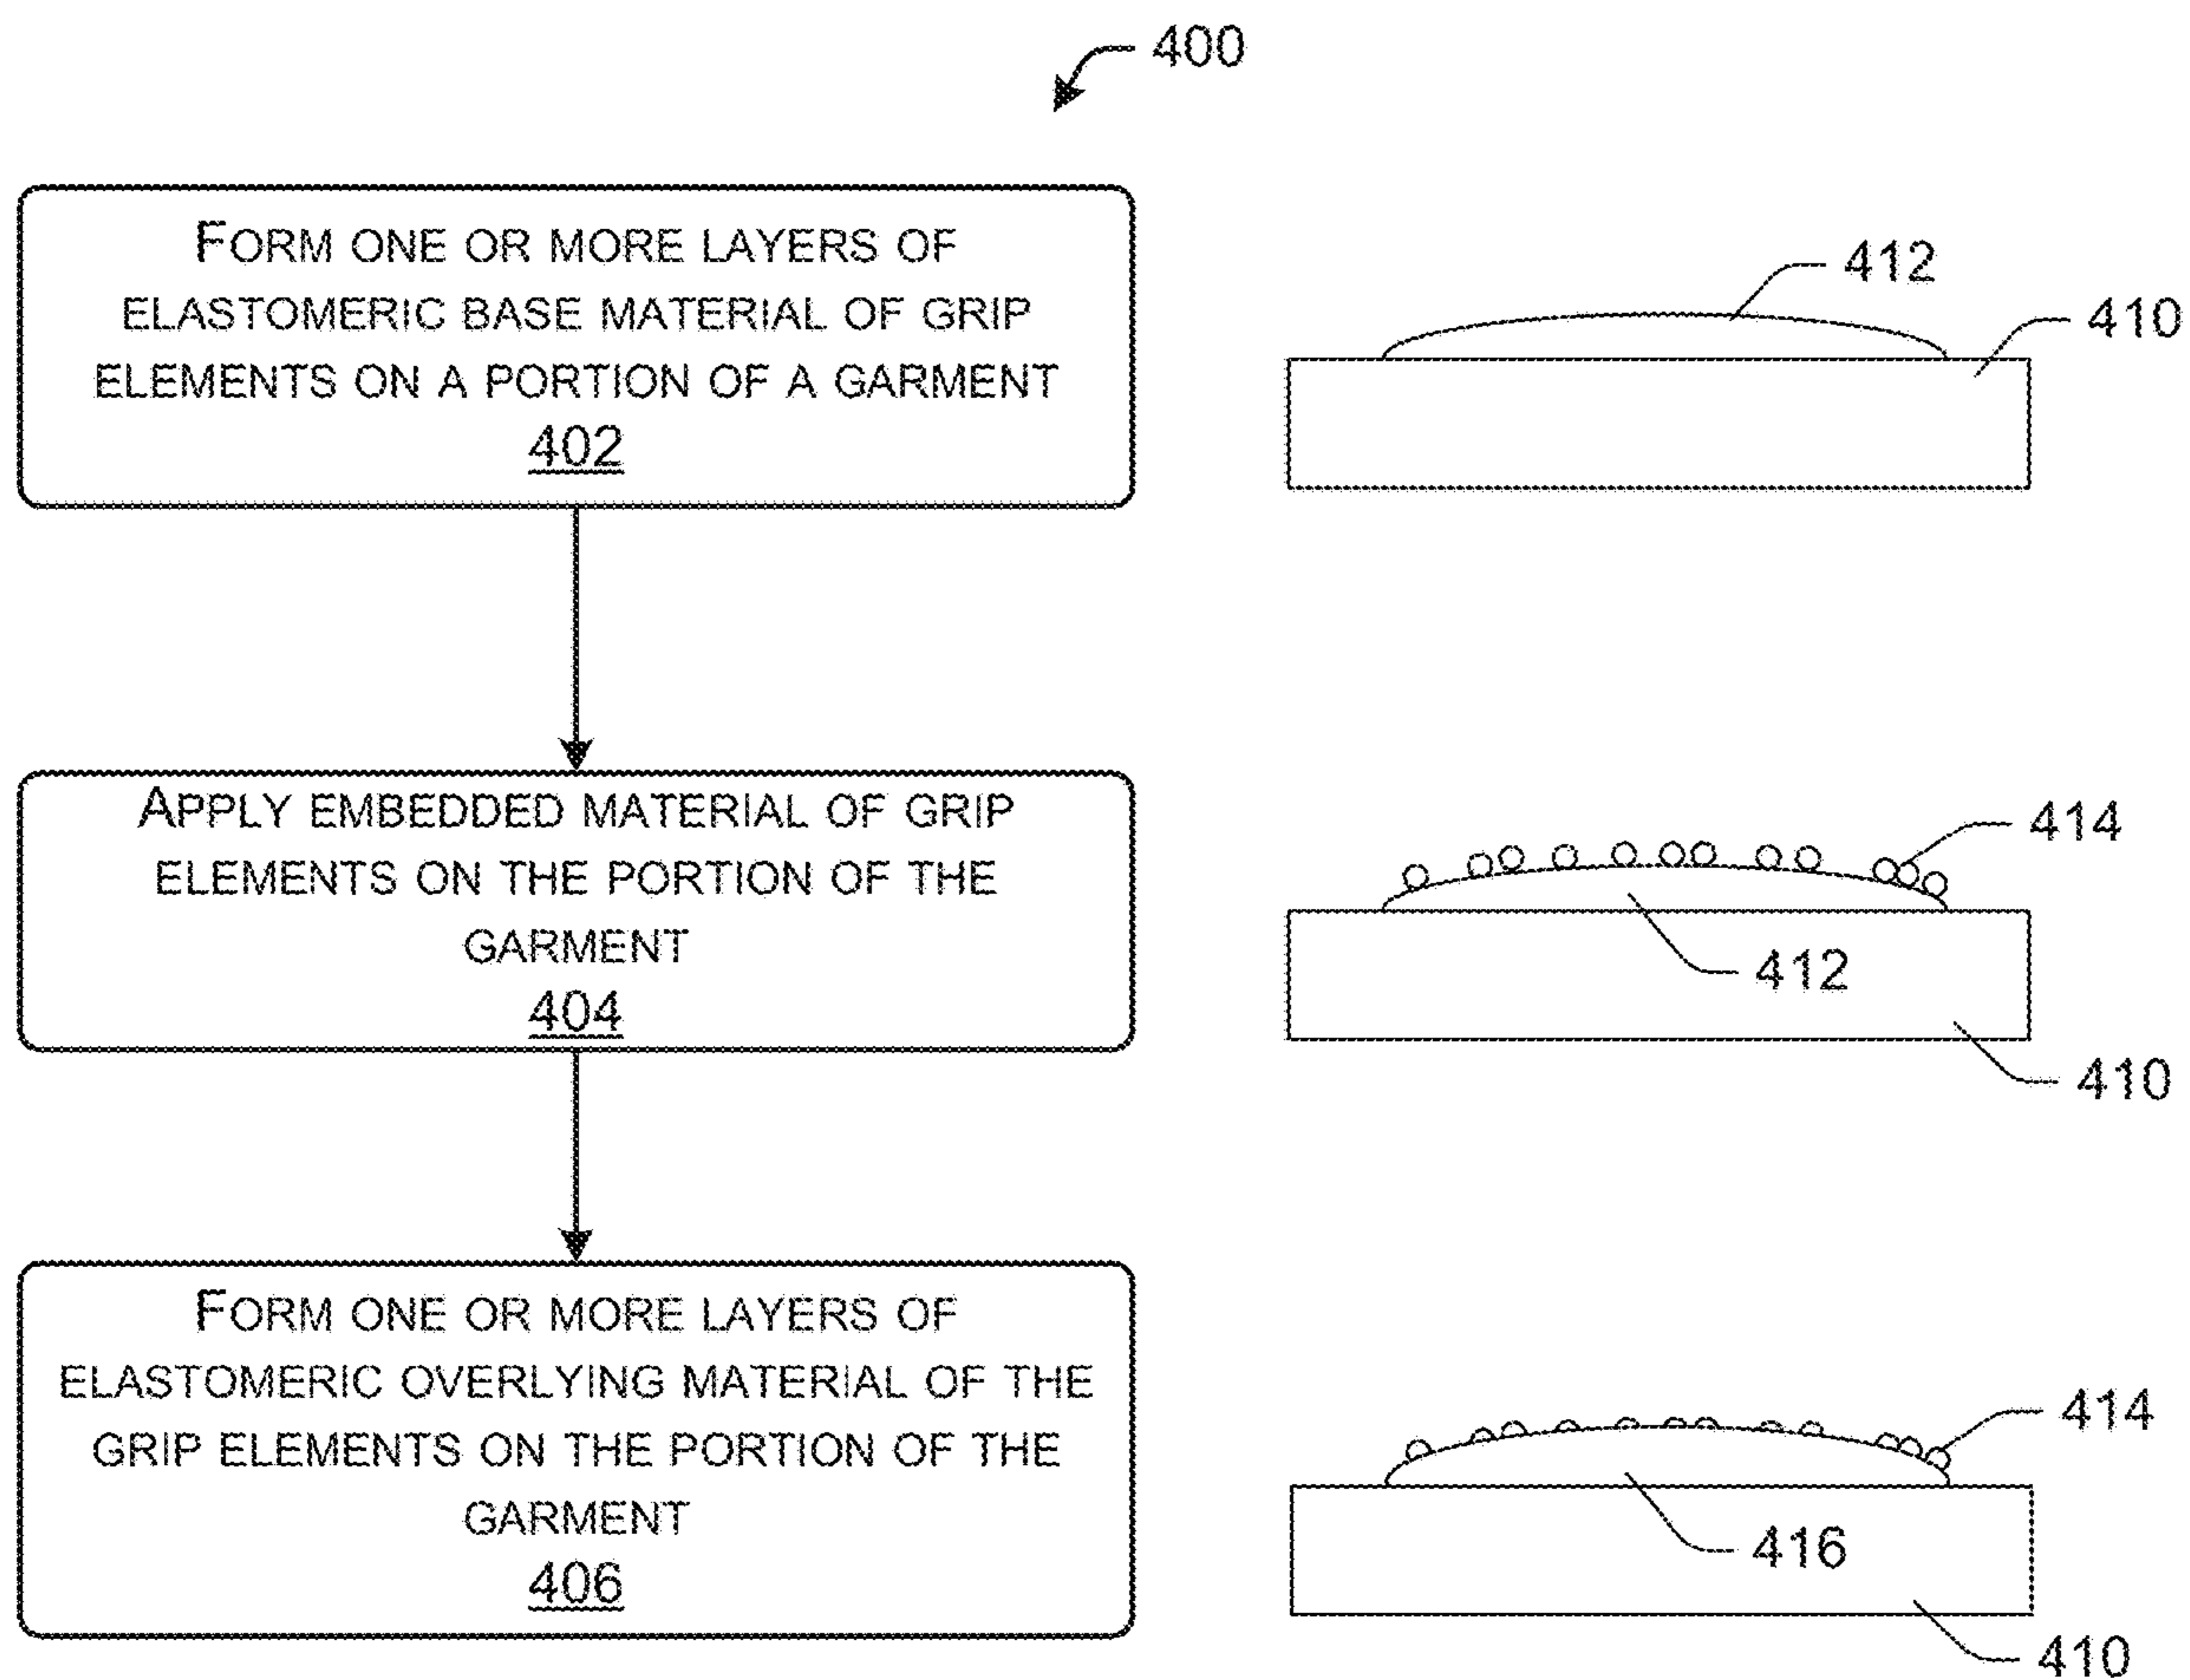 400
FORM ONE OR MORE LAYERS OF
ELASTOMERIC BASE MATERIAL OF GRIP
ELEMENTS ON A PORTION OF A GARMENT
402
412
410
APPLY EMBEDDED MATERIAL OF GRIP
ELEMENTS ON THE PORTION OF THE
GARMENT
404
414
412
410
FORM ONE OR MORE LAYERS OF
ELASTOMERIC OVERLYING MATERIAL OF THE
GRIP ELEMENTS ON THE PORTION OF THE
GARMENT
406
414
416
410